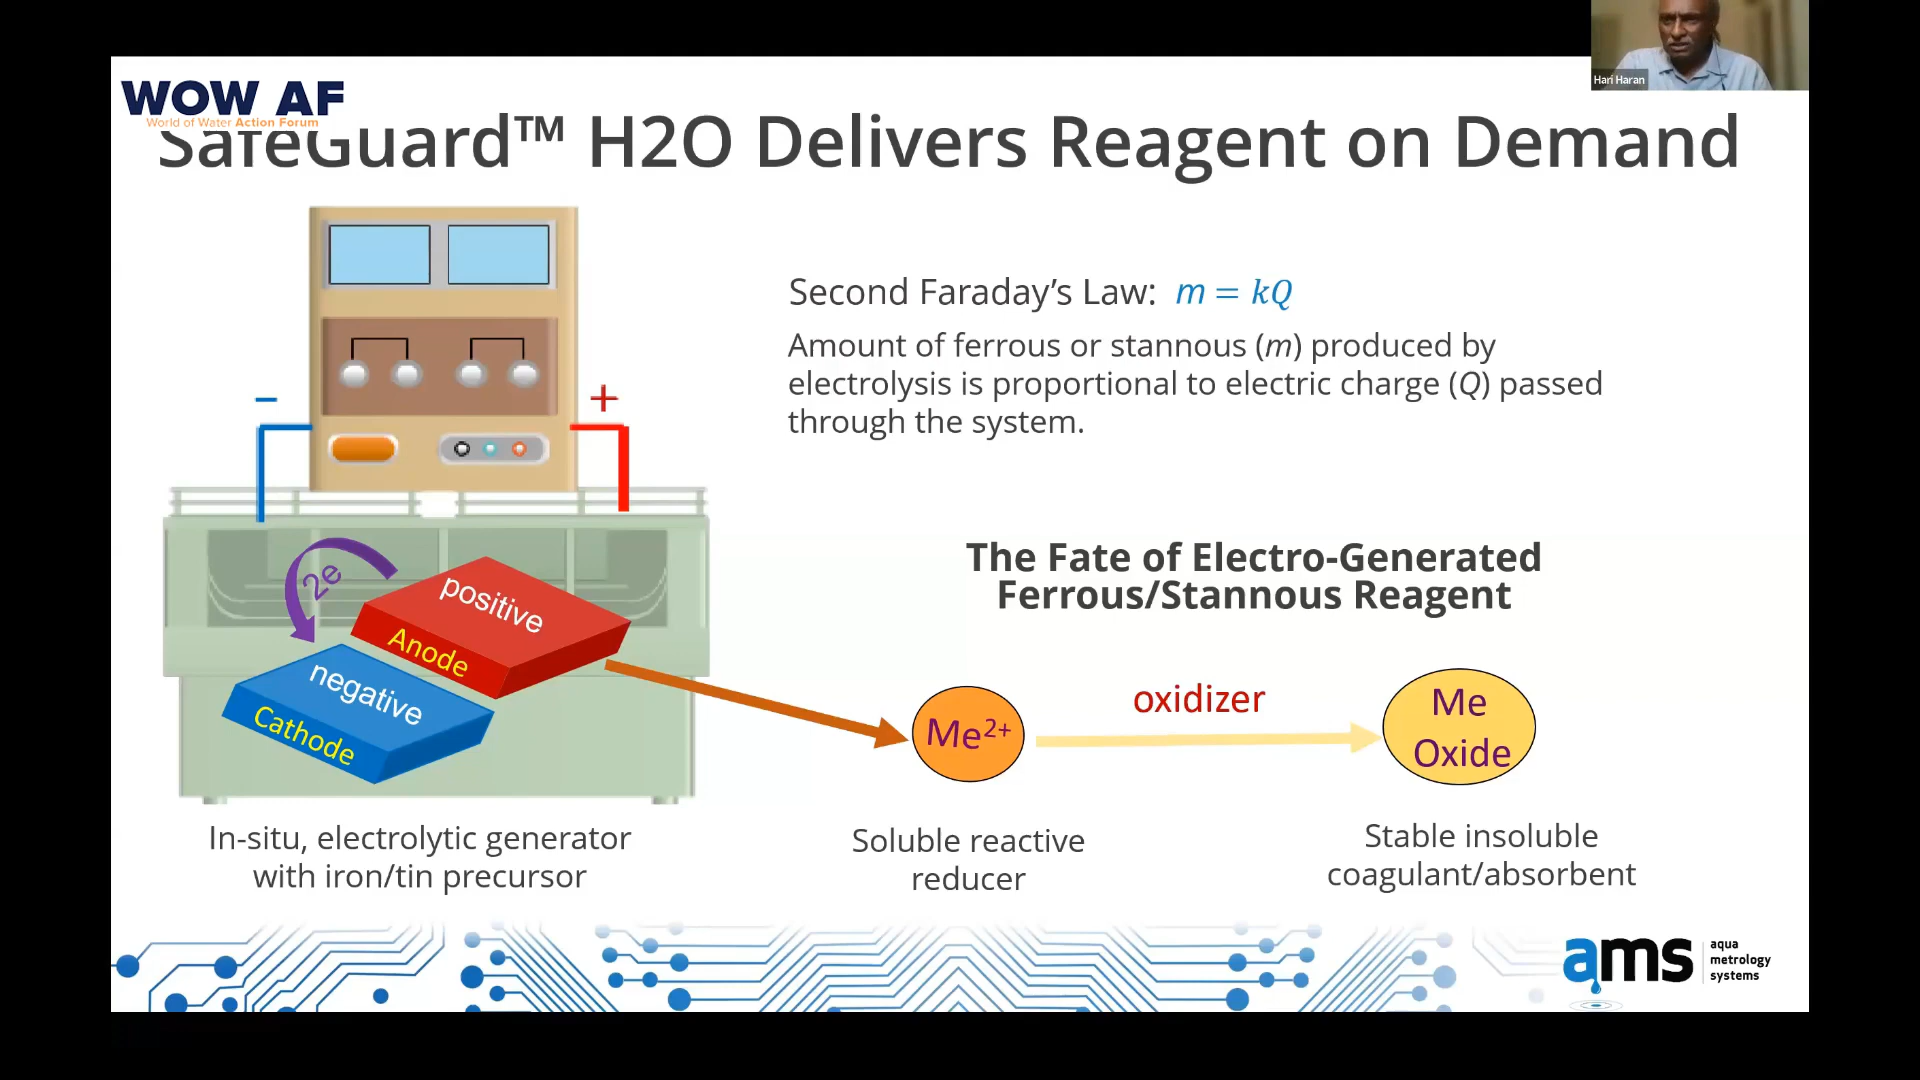 WOW AF
World of Water Action Forum
Hari Haran
SafeGuard™ H2O Delivers Reagent on Demand
Second Faraday's Law: m = kQ
Amount of ferrous or stannous (m) produced by
electrolysis is proportional to electric charge (Q) passed
through the system.
−
+
2e
positive
Anode
negative
Cathode
The Fate of Electro-Generated
Ferrous/Stannous Reagent
Me²⁺
oxidizer
Me
Oxide
In-situ, electrolytic generator
with iron/tin precursor
Soluble reactive
reducer
Stable insoluble
coagulant/absorbent
ams
aqua
metrology
systems